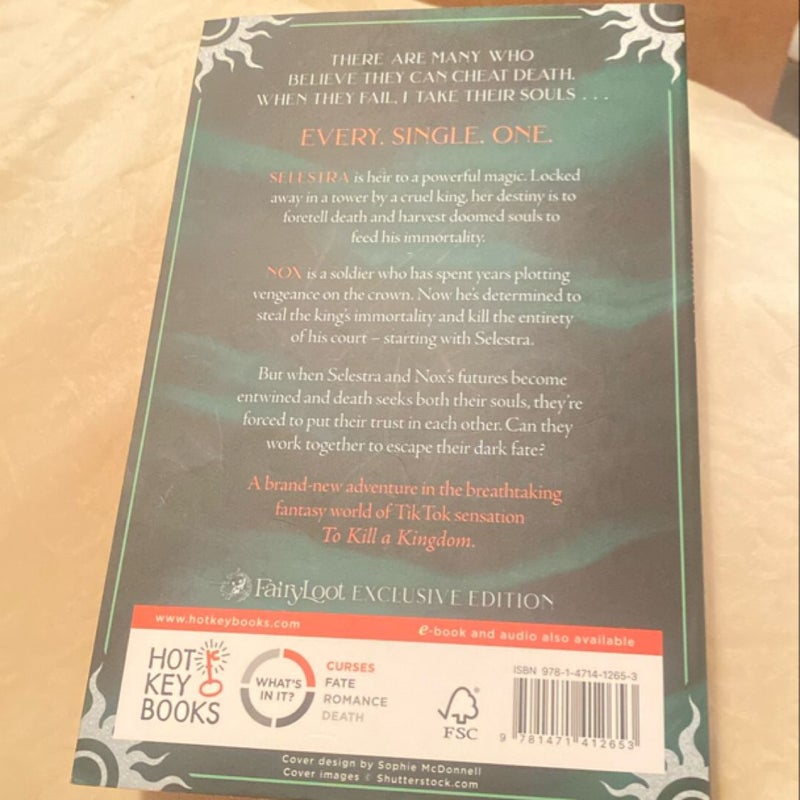 THERE ARE MANY WHO
BELIEVE THEY CAN CHEAT DEATH.
WHEN THEY FAIL, I TAKE THEIR SOULS . . .
EVERY. SINGLE. ONE.
SELESTRA is heir to a powerful magic. Locked
away in a tower by a cruel king, her destiny is to
foretell death and harvest doomed souls to
feed his immortality.
NOX is a soldier who has spent years plotting
vengeance on the crown. Now he's determined to
steal the king's immortality and kill the entirety
of his court – starting with Selestra.
But when Selestra and Nox's futures become
entwined and death seeks both their souls, they're
forced to put their trust in each other. Can they
work together to escape their dark fate?
A brand-new adventure in the breathtaking
fantasy world of TikTok sensation
To Kill a Kingdom.
FairyLoot EXCLUSIVE EDITION
www.hotkeybooks.com
e-book and audio also available
HOT
KEY
BOOKS
WHAT'S
IN IT?
CURSES
FATE
ROMANCE
DEATH
FSC
ISBN 978-1-4714-1265-3
9 781471 412653
Cover design by Sophie McDonnell
Cover images © Shutterstock.com